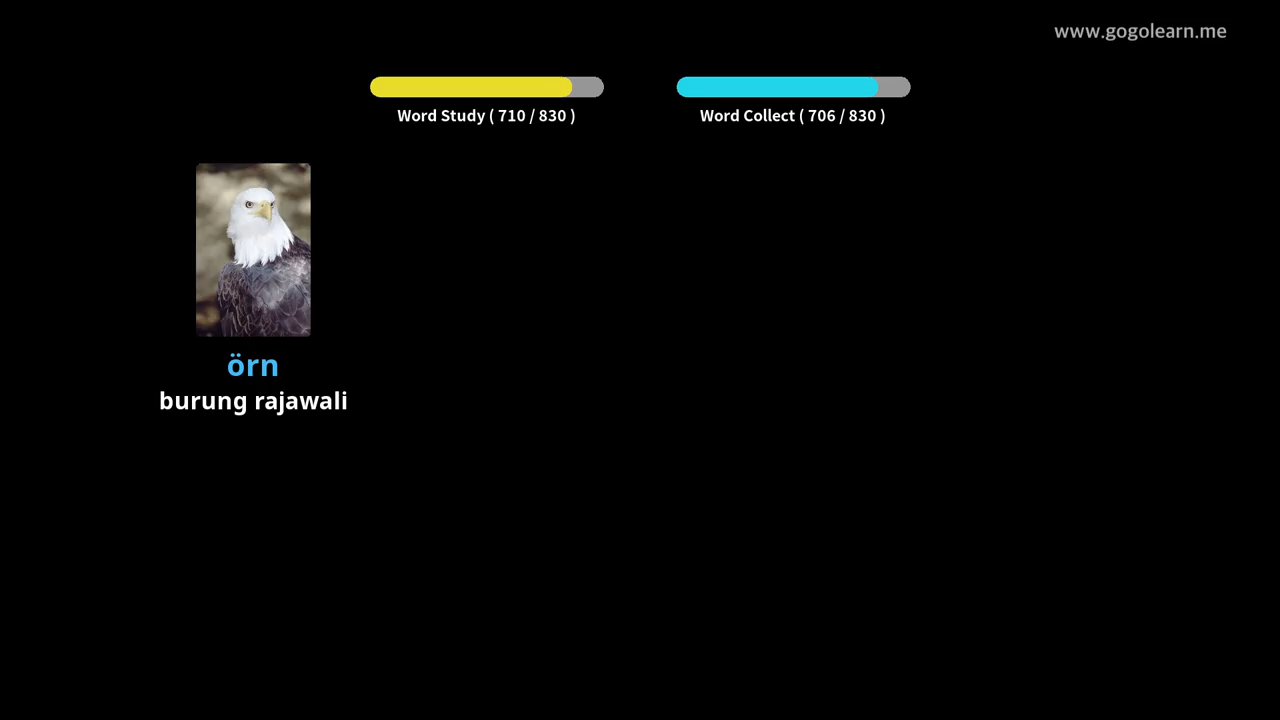 www.gogolearn.me
Word Study ( 710 / 830 )
Word Collect ( 706 / 830 )
örn
burung rajawali